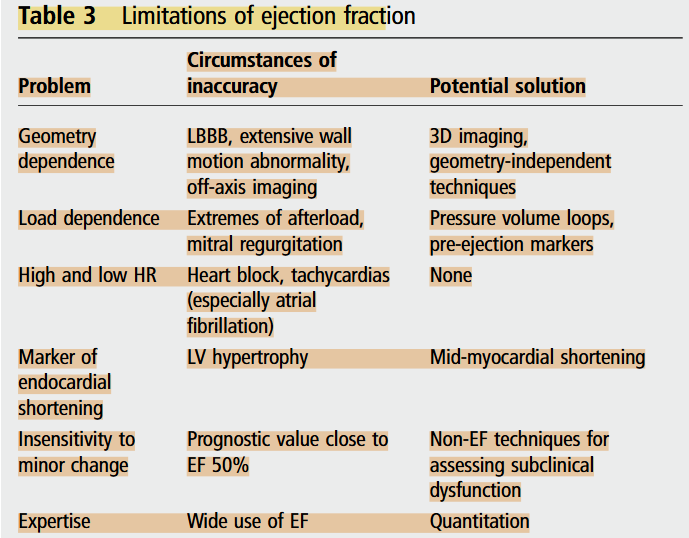 Table 3 Limitations of ejection fraction
Circumstances of
Problem inaccuracy Potential solution
Geometry LBBB, extensive wall 3D imaging,
dependence motion abnormality, geometry-independent
off-axis imaging techniques
Load dependence Extremes of afterload, Pressure volume loops,
mitral regurgitation pre-ejection markers
High and low HR Heart block, tachycardias None
(especially atrial
fibrillation)
Marker of LV hypertrophy Mid-myocardial shortening
endocardial
shortening
Insensitivity to Prognostic value close to Non-EF techniques for
minor change EF 50% assessing subclinical
dysfunction
Expertise Wide use of EF Quantitation